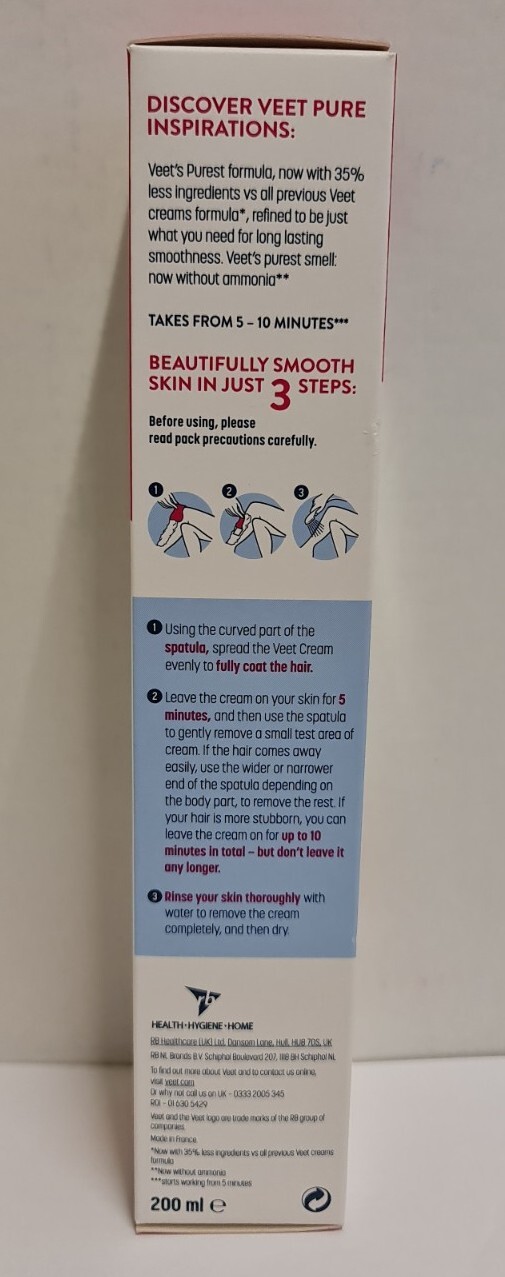 DISCOVER VEET PURE
INSPIRATIONS:
Veet's Purest formula, now with 35%
less ingredients vs all previous Veet
creams formula*, refined to be just
what you need for long lasting
smoothness. Veet's purest smell:
now without ammonia**
TAKES FROM 5 – 10 MINUTES***
BEAUTIFULLY SMOOTH
SKIN IN JUST 3 STEPS:
Before using, please
read pack precautions carefully.
1 2 3
1 Using the curved part of the
spatula, spread the Veet Cream
evenly to fully coat the hair.
2 Leave the cream on your skin for 5
minutes, and then use the spatula
to gently remove a small test area of
cream. If the hair comes away
easily, use the wider or narrower
end of the spatula depending on
the body part, to remove the rest. If
your hair is more stubborn, you can
leave the cream on for up to 10
minutes in total – but don't leave it
any longer.
3 Rinse your skin thoroughly with
water to remove the cream
completely, and then dry.
rb
HEALTH • HYGIENE • HOME
RB Healthcare (UK) Ltd, Dansom Lane, Hull, HU8 7DS, UK
RB NL Brands B.V. Schiphol Boulevard 207, 1118 BH Schiphol NL
To find out more about Veet and to contact us online,
visit veet.com
Or why not call us on UK - 0333 2005 345
ROI - 01 630 5429
Veet and the Veet logo are trade marks of the RB group of
companies.
Made in France
*Now with 35% less ingredients vs all previous Veet creams
formula
**Now without ammonia
***starts working from 5 minutes
200 ml e